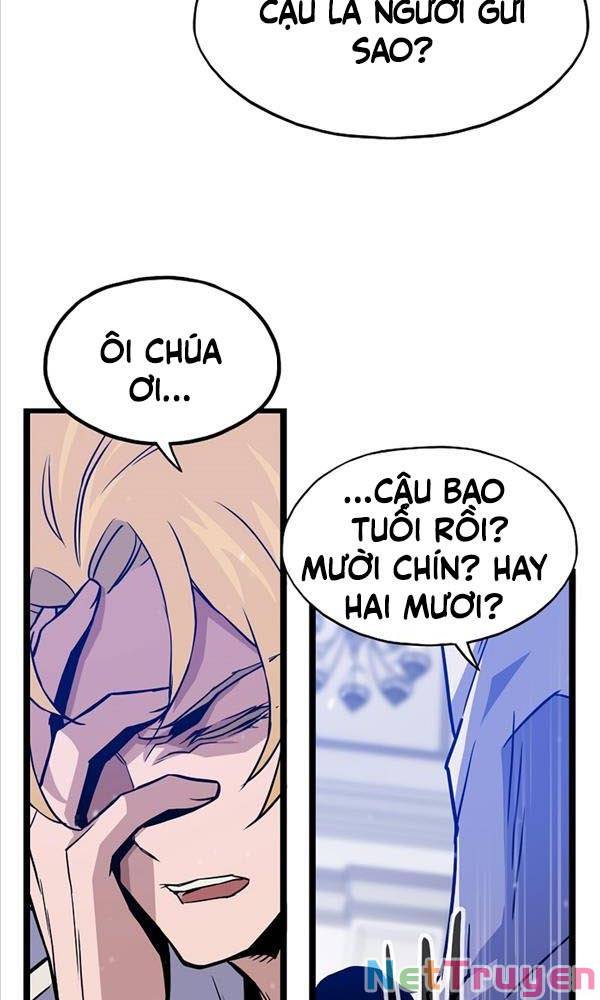 CẬU LÀ NGƯỜI GỬI
SAO?
ÔI CHÚA
ƠI...
...CẬU BAO
TUỔI RỒI?
MƯỜI CHÍN? HAY
HAI MƯƠI?
NetTruyen